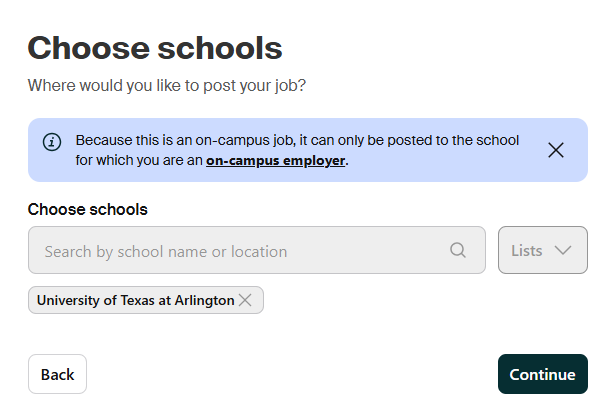 Choose schools
Where would you like to post your job?
Because this is an on-campus job, it can only be posted to the school
for which you are an on-campus employer.
Choose schools
Search by school name or location
Lists
University of Texas at Arlington
Back
Continue